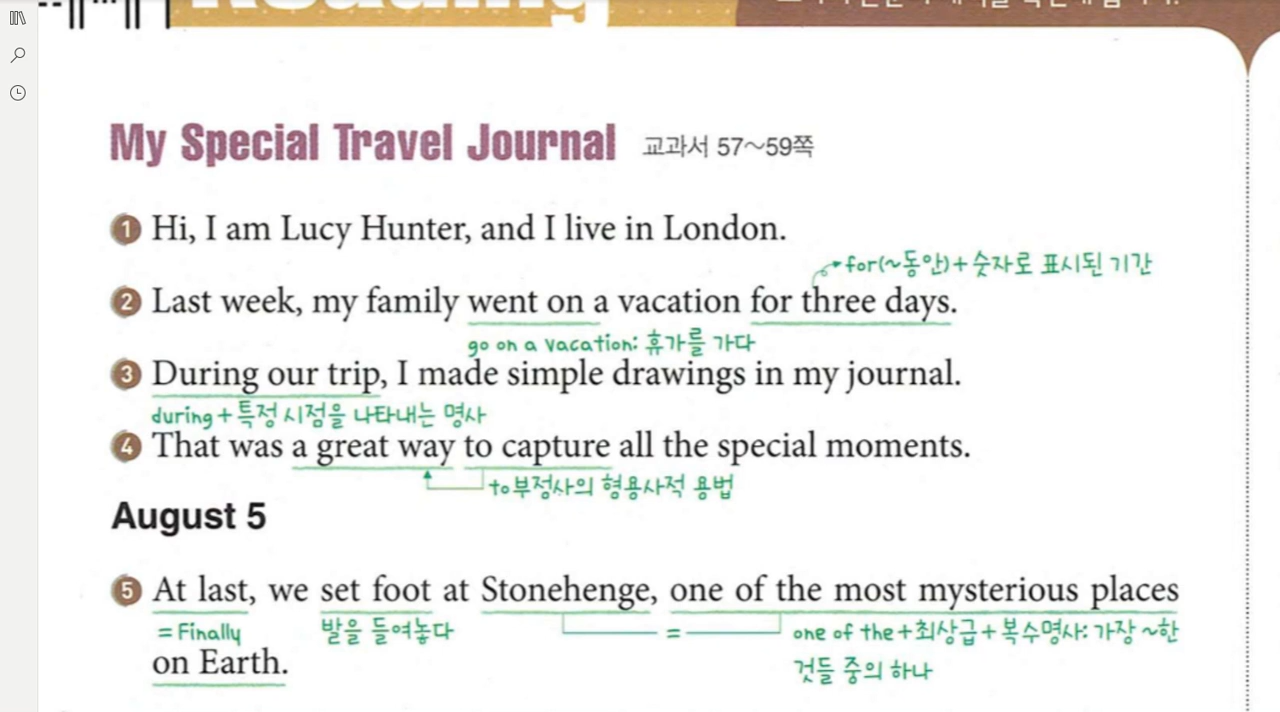 Reading
My Special Travel Journal 교과서 57~59쪽
1 Hi, I am Lucy Hunter, and I live in London.
for(~동안)+숫자로 표시된 기간
2 Last week, my family went on a vacation for three days.
go on a vacation: 휴가를 가다
3 During our trip, I made simple drawings in my journal.
during+특정 시점을 나타내는 명사
4 That was a great way to capture all the special moments.
to부정사의 형용사적 용법
August 5
5 At last, we set foot at Stonehenge, one of the most mysterious places
=Finally 발을 들여놓다 = one of the+최상급+복수명사: 가장 ~한
on Earth.
것들 중의 하나